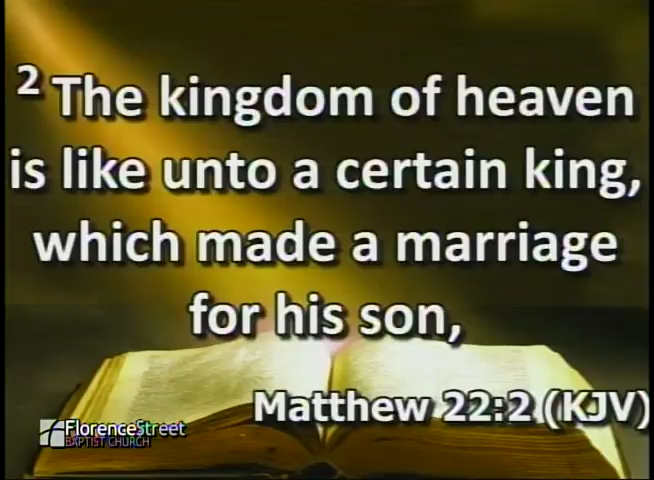 2 The kingdom of heaven
is like unto a certain king,
which made a marriage
for his son,
Matthew 22:2 (KJV)
FlorenceStreet
BAPTIST CHURCH